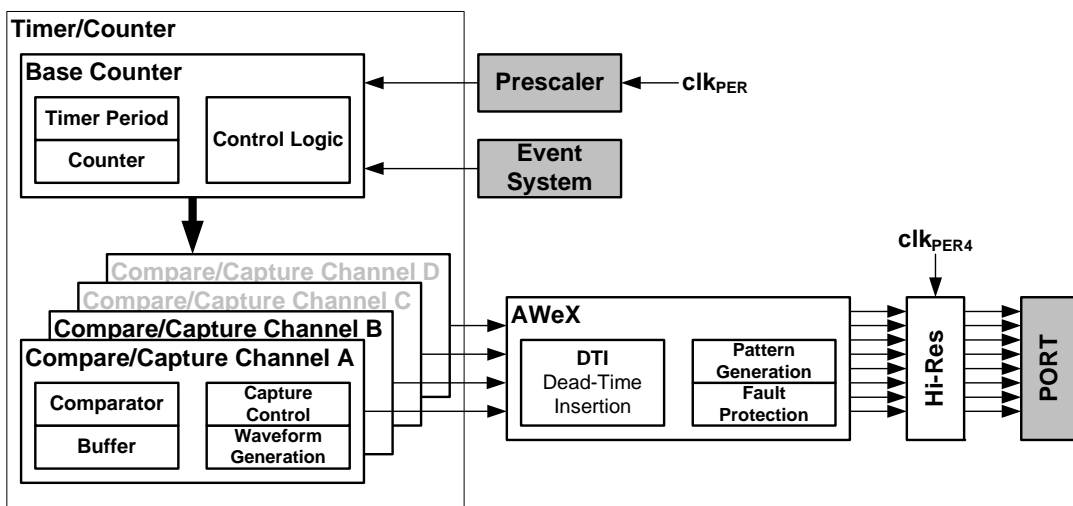 Timer/Counter
Base Counter
Timer Period
Counter
Control Logic
Prescaler
clkPER
Event
System
Compare/Capture Channel D
Compare/Capture Channel C
Compare/Capture Channel B
Compare/Capture Channel A
Comparator
Buffer
Capture
Control
Waveform
Generation
AWeX
DTI
Dead-Time
Insertion
Pattern
Generation
Fault
Protection
clkPER4
Hi-Res
PORT